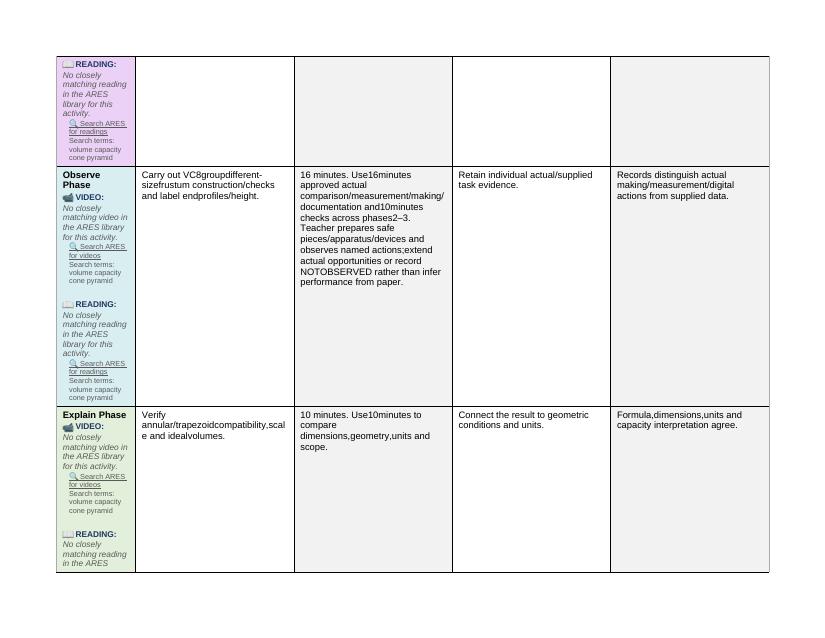 📖 READING:
No closely
matching reading
in the ARES
library for this
activity.
🔍 Search ARES
for readings
Search terms:
volume capacity
cone pyramid
Observe
Phase
📹 VIDEO:
No closely
matching video in
the ARES library
for this activity.
🔍 Search ARES
for videos
Search terms:
volume capacity
cone pyramid
📖 READING:
No closely
matching reading
in the ARES
library for this
activity.
🔍 Search ARES
for readings
Search terms:
volume capacity
cone pyramid
Carry out VC8groupdifferent-
sizefrustum construction/checks
and label endprofiles/height.
16 minutes. Use16minutes
approved actual
comparison/measurement/making/
documentation and10minutes
checks across phases2–3.
Teacher prepares safe
pieces/apparatus/devices and
observes named actions;extend
actual opportunities or record
NOTOBSERVED rather than infer
performance from paper.
Retain individual actual/supplied
task evidence.
Records distinguish actual
making/measurement/digital
actions from supplied data.
Explain Phase
📹 VIDEO:
No closely
matching video in
the ARES library
for this activity.
🔍 Search ARES
for videos
Search terms:
volume capacity
cone pyramid
📖 READING:
No closely
matching reading
in the ARES
Verify
annular/trapezoidcompatibility,scal
e and idealvolumes.
10 minutes. Use10minutes to
compare
dimensions,geometry,units and
scope.
Connect the result to geometric
conditions and units.
Formula,dimensions,units and
capacity interpretation agree.